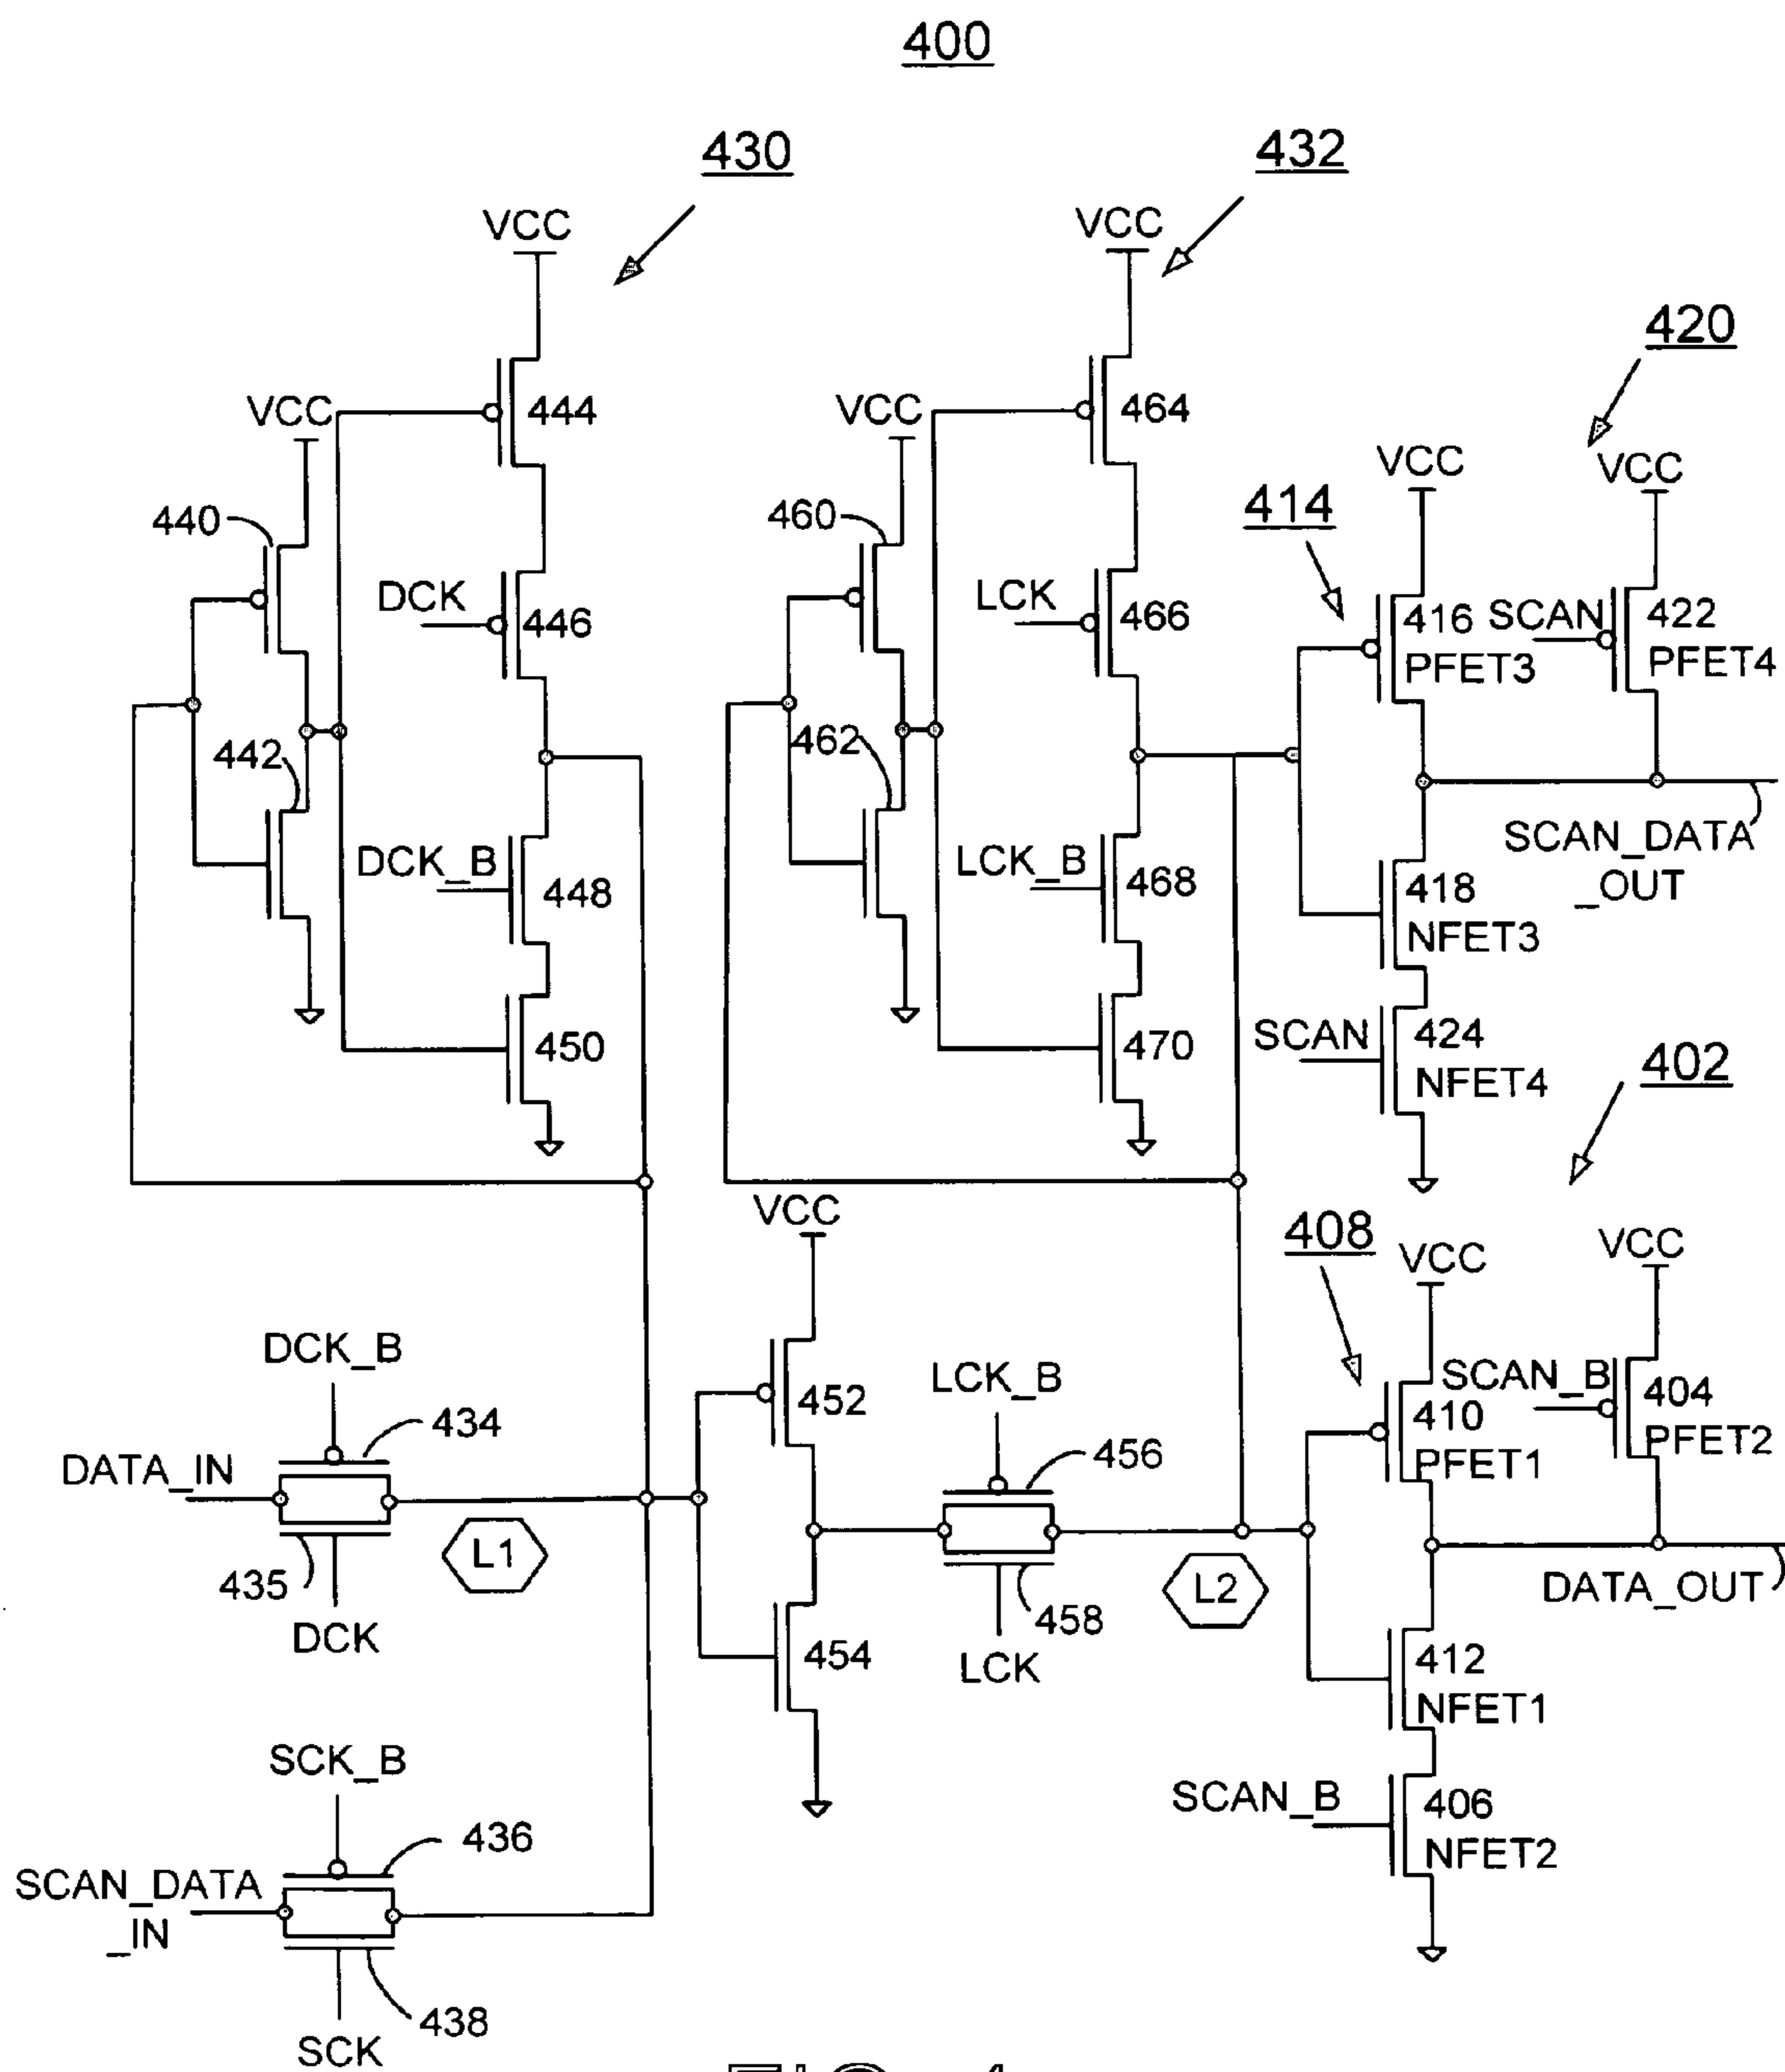 400
430
432
VCC
VCC
420
444
464
VCC
VCC
VCC
VCC
440
460
414
DCK
446
LCK
466
416
PFET3
SCAN
422
PFET4
442
462
SCAN_DATA
_OUT
DCK_B
448
LCK_B
468
418
NFET3
450
470
SCAN
424
NFET4
402
VCC
408
VCC
VCC
DCK_B
434
LCK_B
452
SCAN_B
410
PFET1
404
PFET2
DATA_IN
456
L1
435
DCK
L2
458
LCK
454
DATA_OUT
412
NFET1
SCK_B
436
SCAN_B
406
NFET2
SCAN_DATA
_IN
438
SCK